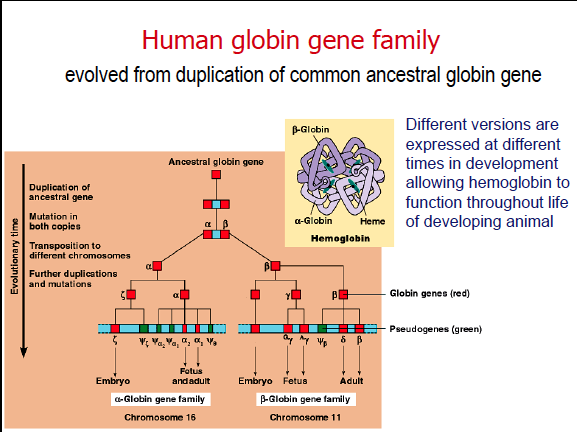 Human globin gene family
evolved from duplication of common ancestral globin gene
Different versions are
expressed at different
times in development
allowing hemoglobin to
function throughout life
of developing animal
β-Globin
α-Globin
Heme
Hemoglobin
Ancestral globin gene
Evolutionary time
Duplication of
ancestral gene
Mutation in
both copies
Transposition to
different chromosomes
Further duplications
and mutations
α β
α β
ζ α γ β
Globin genes (red)
Pseudogenes (green)
ζ ψζ ψα2 ψα1 α2 α1 ψθ
Gγ Aγ ψβ δ β
Embryo
Fetus
and adult
Embryo Fetus Adult
α-Globin gene family
β-Globin gene family
Chromosome 16
Chromosome 11